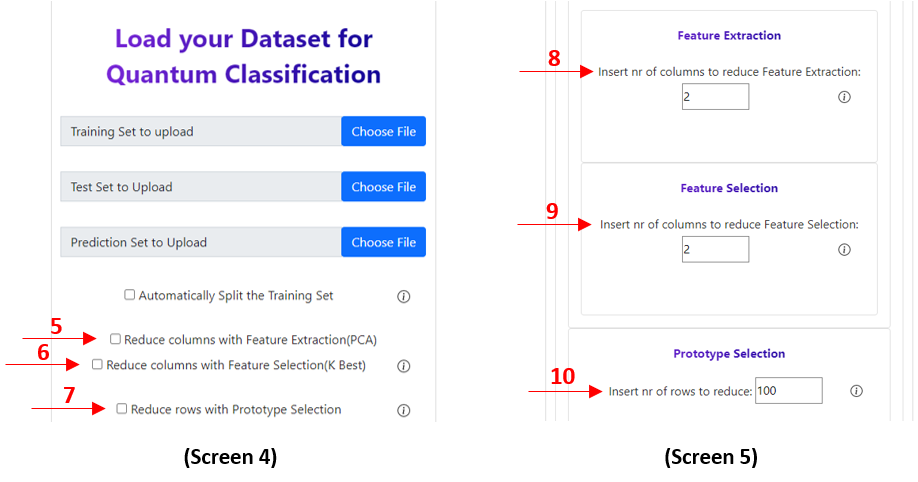 Load your Dataset for
Quantum Classification
Training Set to upload Choose File
Test Set to Upload Choose File
Prediction Set to Upload Choose File
Automatically Split the Training Set
5
Reduce columns with Feature Extraction(PCA)
6
Reduce columns with Feature Selection(K Best)
7
Reduce rows with Prototype Selection
(Screen 4)
Feature Extraction
8
Insert nr of columns to reduce Feature Extraction:
2
Feature Selection
9
Insert nr of columns to reduce Feature Selection:
2
Prototype Selection
10
Insert nr of rows to reduce: 100
(Screen 5)